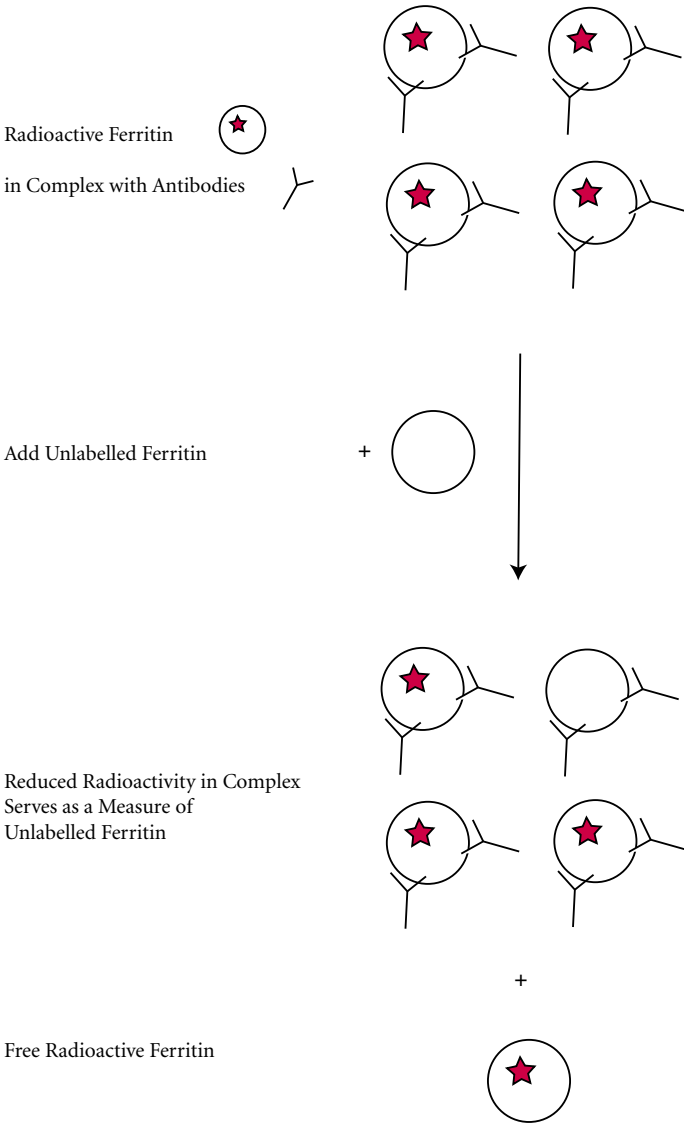 Radioactive Ferritin
in Complex with Antibodies
Add Unlabelled Ferritin
+
Reduced Radioactivity in Complex
Serves as a Measure of
Unlabelled Ferritin
+
Free Radioactive Ferritin